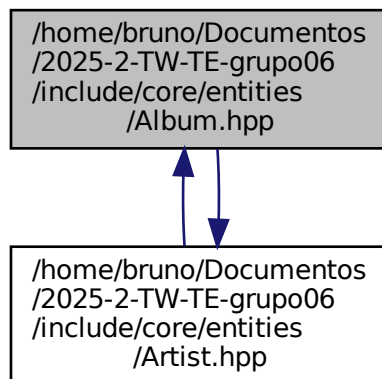 /home/bruno/Documentos
/2025-2-TW-TE-grupo06
/include/core/entities
/Album.hpp
/home/bruno/Documentos
/2025-2-TW-TE-grupo06
/include/core/entities
/Artist.hpp